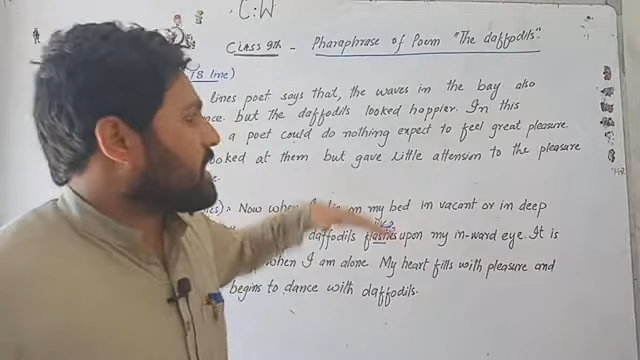 C:W
CLASS 9th - Pharaphrase of Poem "The daffodils".
18 line)
lines poet says that, the waves in the bay also
but the daffodils looked happier. In this
a poet could do nothing expect to feel great pleasure.
looked at them but gave little attension to the pleasure
Now when on my bed in vacant or in deep
daffodils flashes upon my in-ward eye. It is
when I am alone. My heart fills with pleasure and
begins to dance with daffodils.